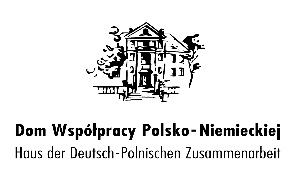 Dom Współpracy Polsko-Niemieckiej
Haus der Deutsch-Polnischen Zusammenarbeit